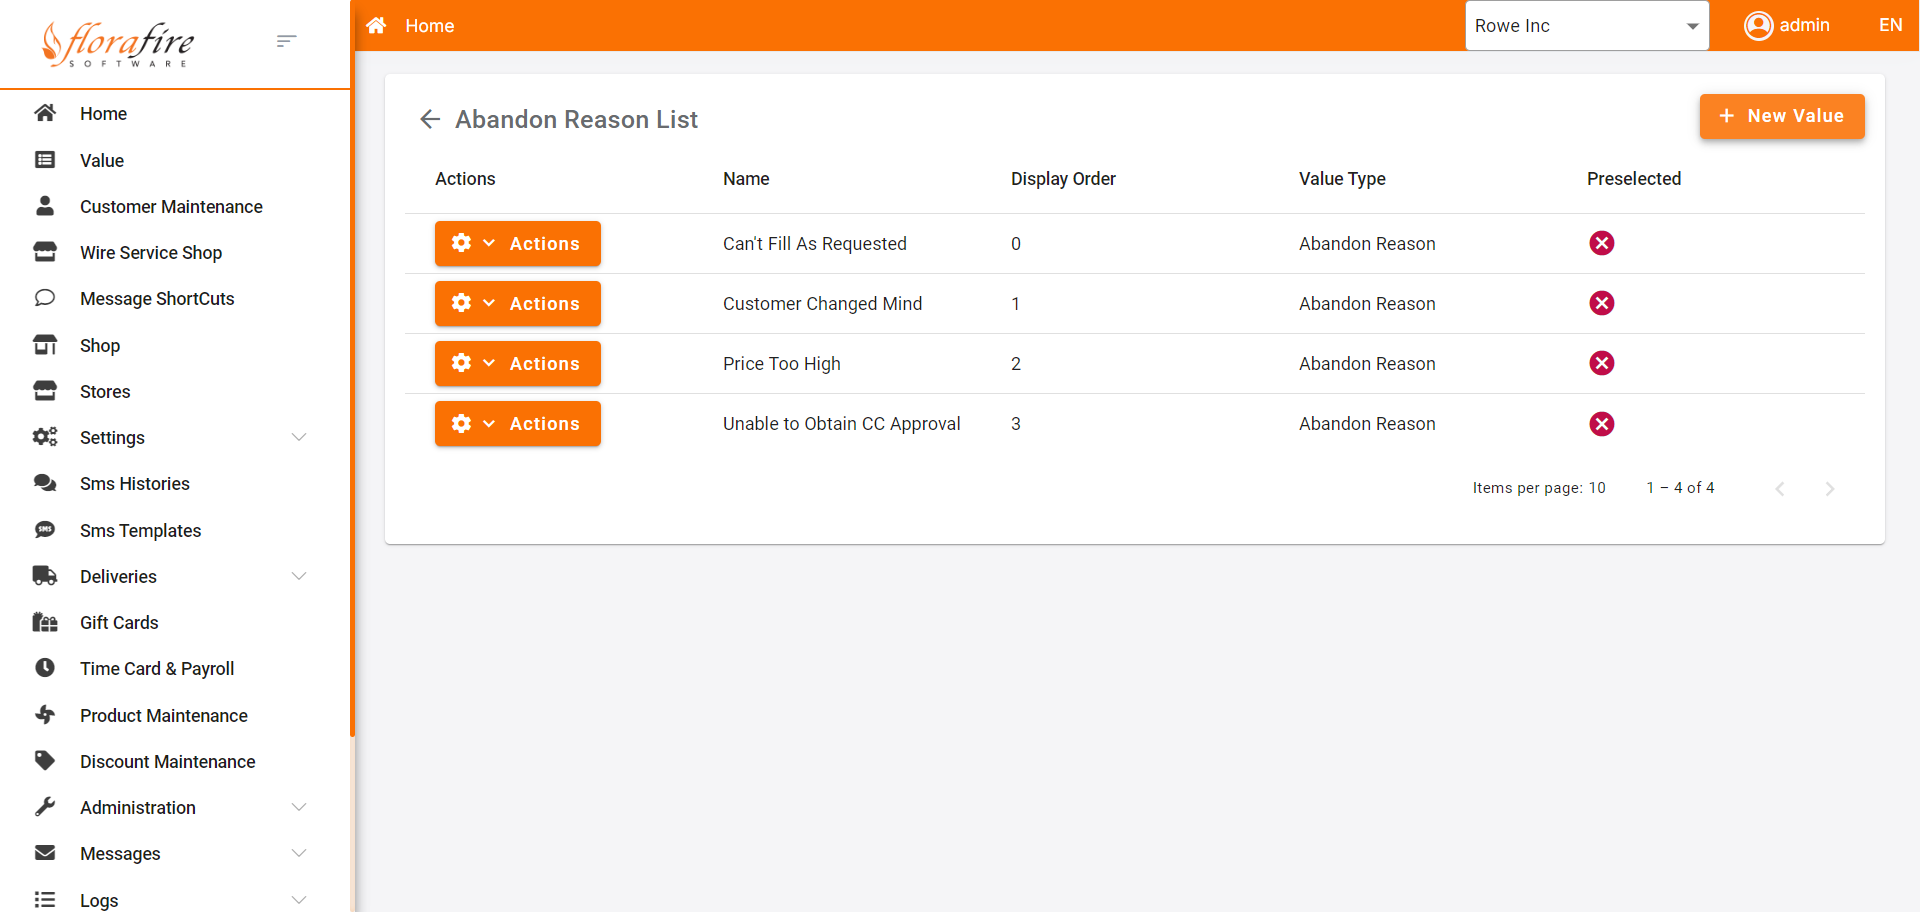 florafire
SOFTWARE
Home
Rowe Inc
admin
EN
Home
Value
Customer Maintenance
Wire Service Shop
Message ShortCuts
Shop
Stores
Settings
Sms Histories
SMS
Sms Templates
Deliveries
Gift Cards
Time Card & Payroll
Product Maintenance
Discount Maintenance
Administration
Messages
Logs
Abandon Reason List
New Value
Actions Name Display Order Value Type Preselected
Actions Can't Fill As Requested 0 Abandon Reason
Actions Customer Changed Mind 1 Abandon Reason
Actions Price Too High 2 Abandon Reason
Actions Unable to Obtain CC Approval 3 Abandon Reason
Items per page: 10 1 – 4 of 4